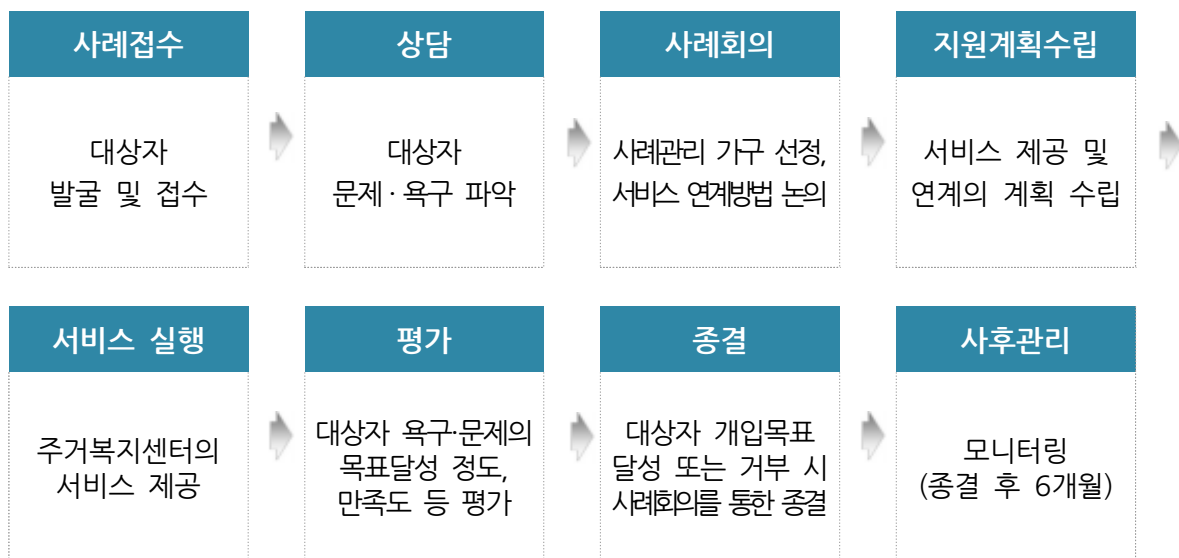 사례접수
대상자
발굴 및 접수
상담
대상자
문제 · 욕구 파악
사례회의
사례관리 가구 선정,
서비스 연계방법 논의
지원계획수립
서비스 제공 및
연계의 계획 수립
서비스 실행
주거복지센터의
서비스 제공
평가
대상자 욕구·문제의
목표달성 정도,
만족도 등 평가
종결
대상자 개입목표
달성 또는 거부 시
사례회의를 통한 종결
사후관리
모니터링
(종결 후 6개월)